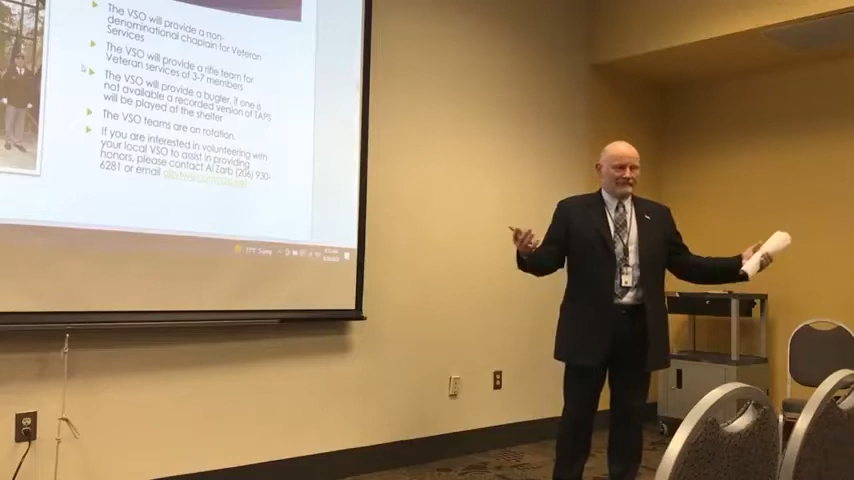 The VSO will provide a non-
denominational chaplain for Veteran
Services
The VSO will provide a rifle team for
Veteran services of 3-7 members
The VSO will provide a bugler, if one is
not available a recorded version of TAPS
will be played at the shelter
The VSO teams are on rotation.
If you are interested in volunteering with
your local VSO to assist in providing
honors, please contact Al Zarb (206) 930-
6281 or email